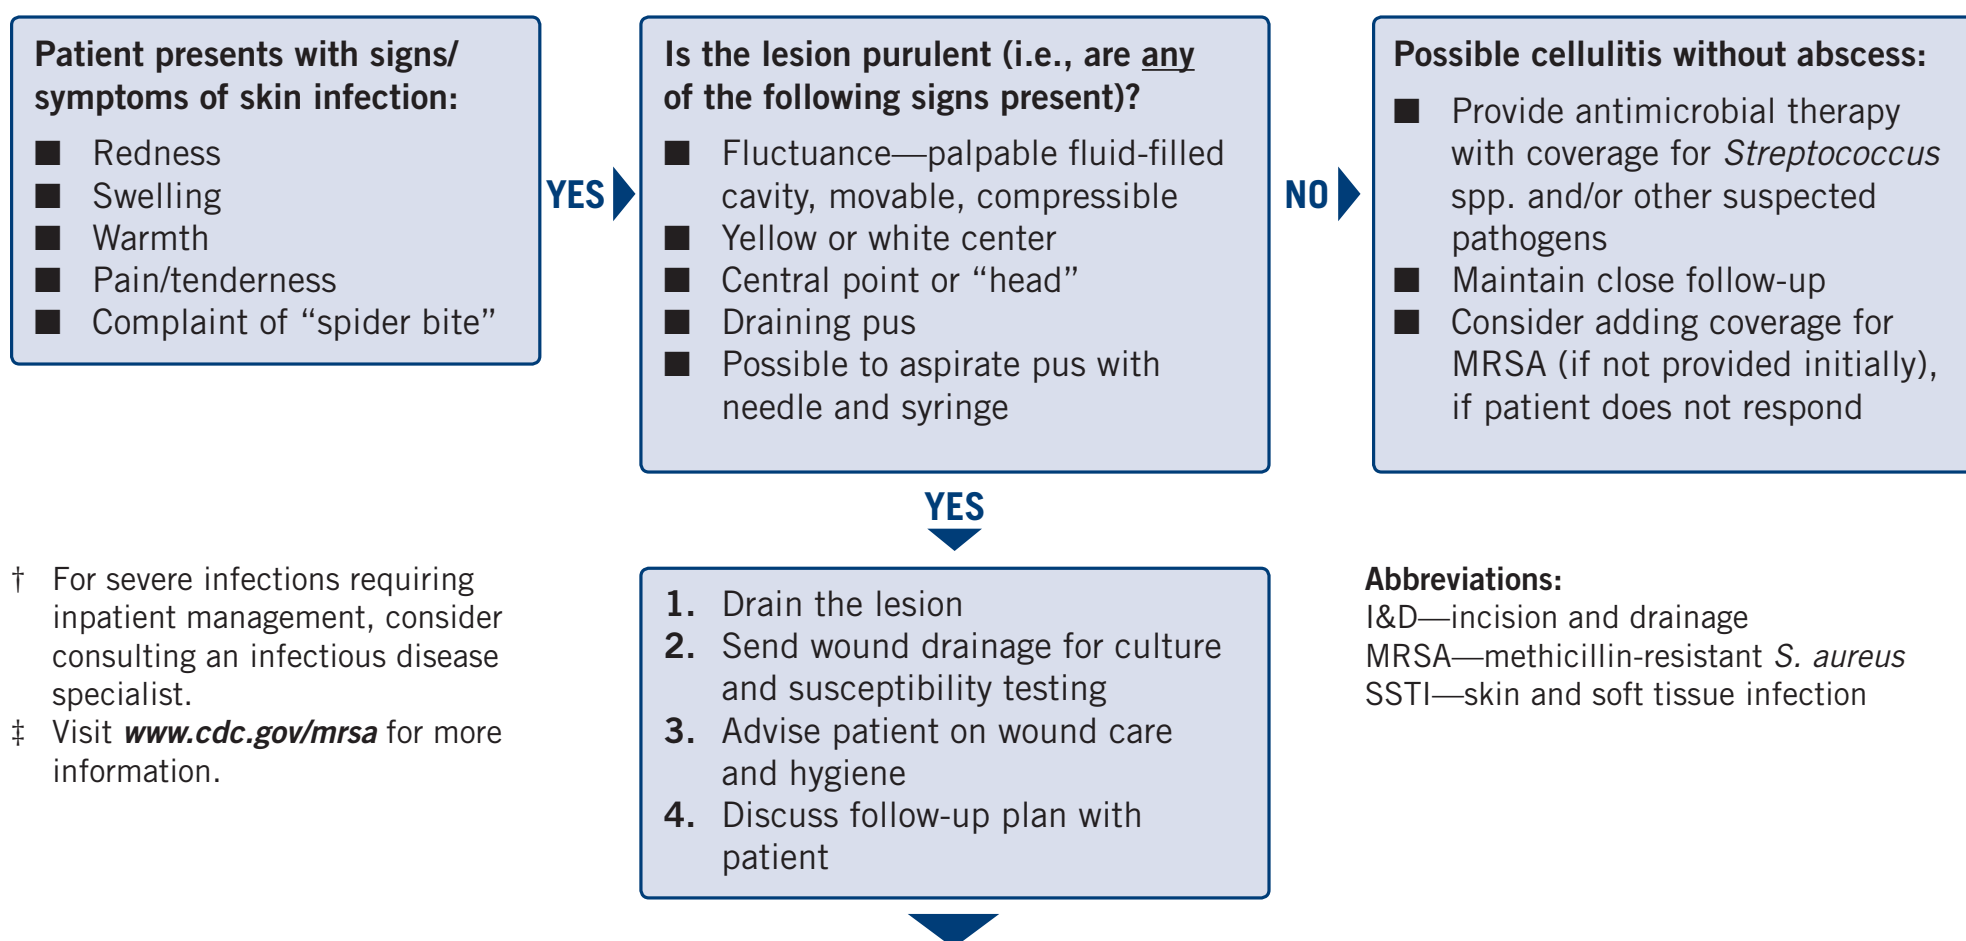 Patient presents with signs/
symptoms of skin infection:
■ Redness
■ Swelling
■ Warmth
■ Pain/tenderness
■ Complaint of “spider bite”
YES
Is the lesion purulent (i.e., are any
of the following signs present)?
■ Fluctuance—palpable fluid-filled
cavity, movable, compressible
■ Yellow or white center
■ Central point or “head”
■ Draining pus
■ Possible to aspirate pus with
needle and syringe
NO
Possible cellulitis without abscess:
■ Provide antimicrobial therapy
with coverage for Streptococcus
spp. and/or other suspected
pathogens
■ Maintain close follow-up
■ Consider adding coverage for
MRSA (if not provided initially),
if patient does not respond
YES
1. Drain the lesion
2. Send wound drainage for culture
and susceptibility testing
3. Advise patient on wound care
and hygiene
4. Discuss follow-up plan with
patient
† For severe infections requiring
inpatient management, consider
consulting an infectious disease
specialist.
‡ Visit www.cdc.gov/mrsa for more
information.
Abbreviations:
I&D—incision and drainage
MRSA—methicillin-resistant S. aureus
SSTI—skin and soft tissue infection